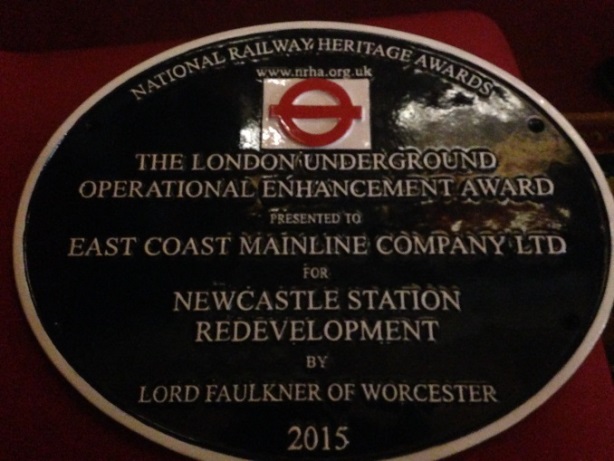 NATIONAL RAILWAY HERITAGE AWARDS
www.nrha.org.uk
THE LONDON UNDERGROUND
OPERATIONAL ENHANCEMENT AWARD
PRESENTED TO
EAST COAST MAINLINE COMPANY LTD
FOR
NEWCASTLE STATION
REDEVELOPMENT
BY
LORD FAULKNER OF WORCESTER
2015